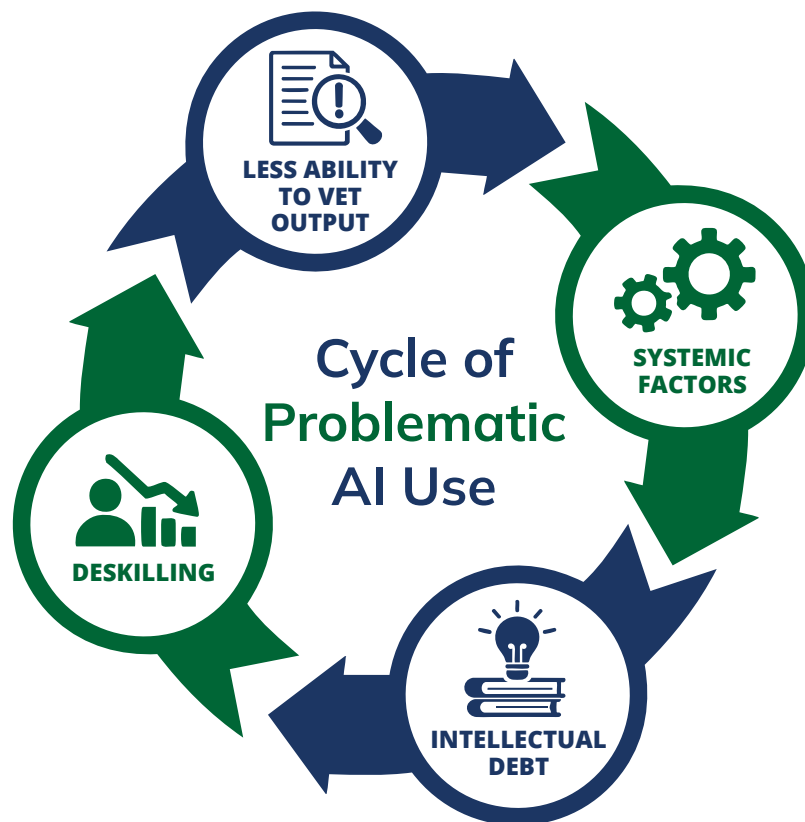 LESS ABILITY
TO VET
OUTPUT
SYSTEMIC
FACTORS
Cycle of
Problematic
AI Use
DESKILLING
INTELLECTUAL
DEBT